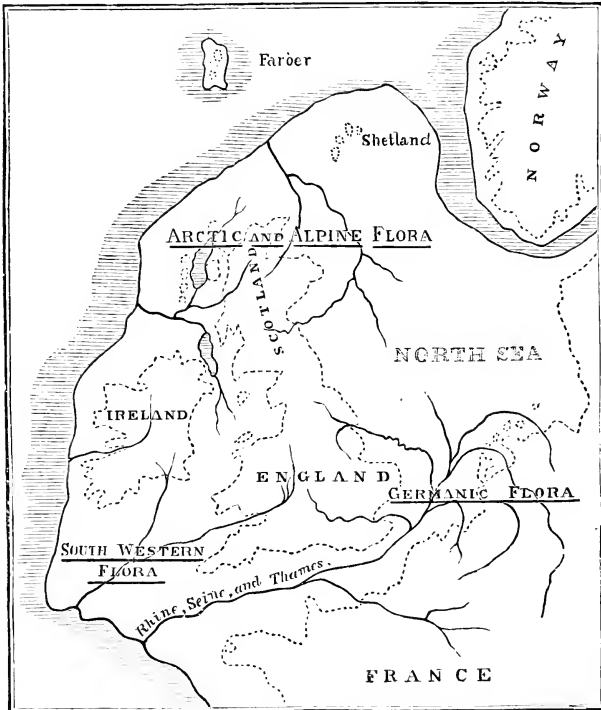 Faröer
NORWAY
Shetland
ARCTIC AND ALPINE FLORA
SCOTLAND
NORTH SEA
IRELAND
ENGLAND
GERMANIC FLORA
SOUTH WESTERN
FLORA
Rhine, Seine, and Thames.
FRANCE